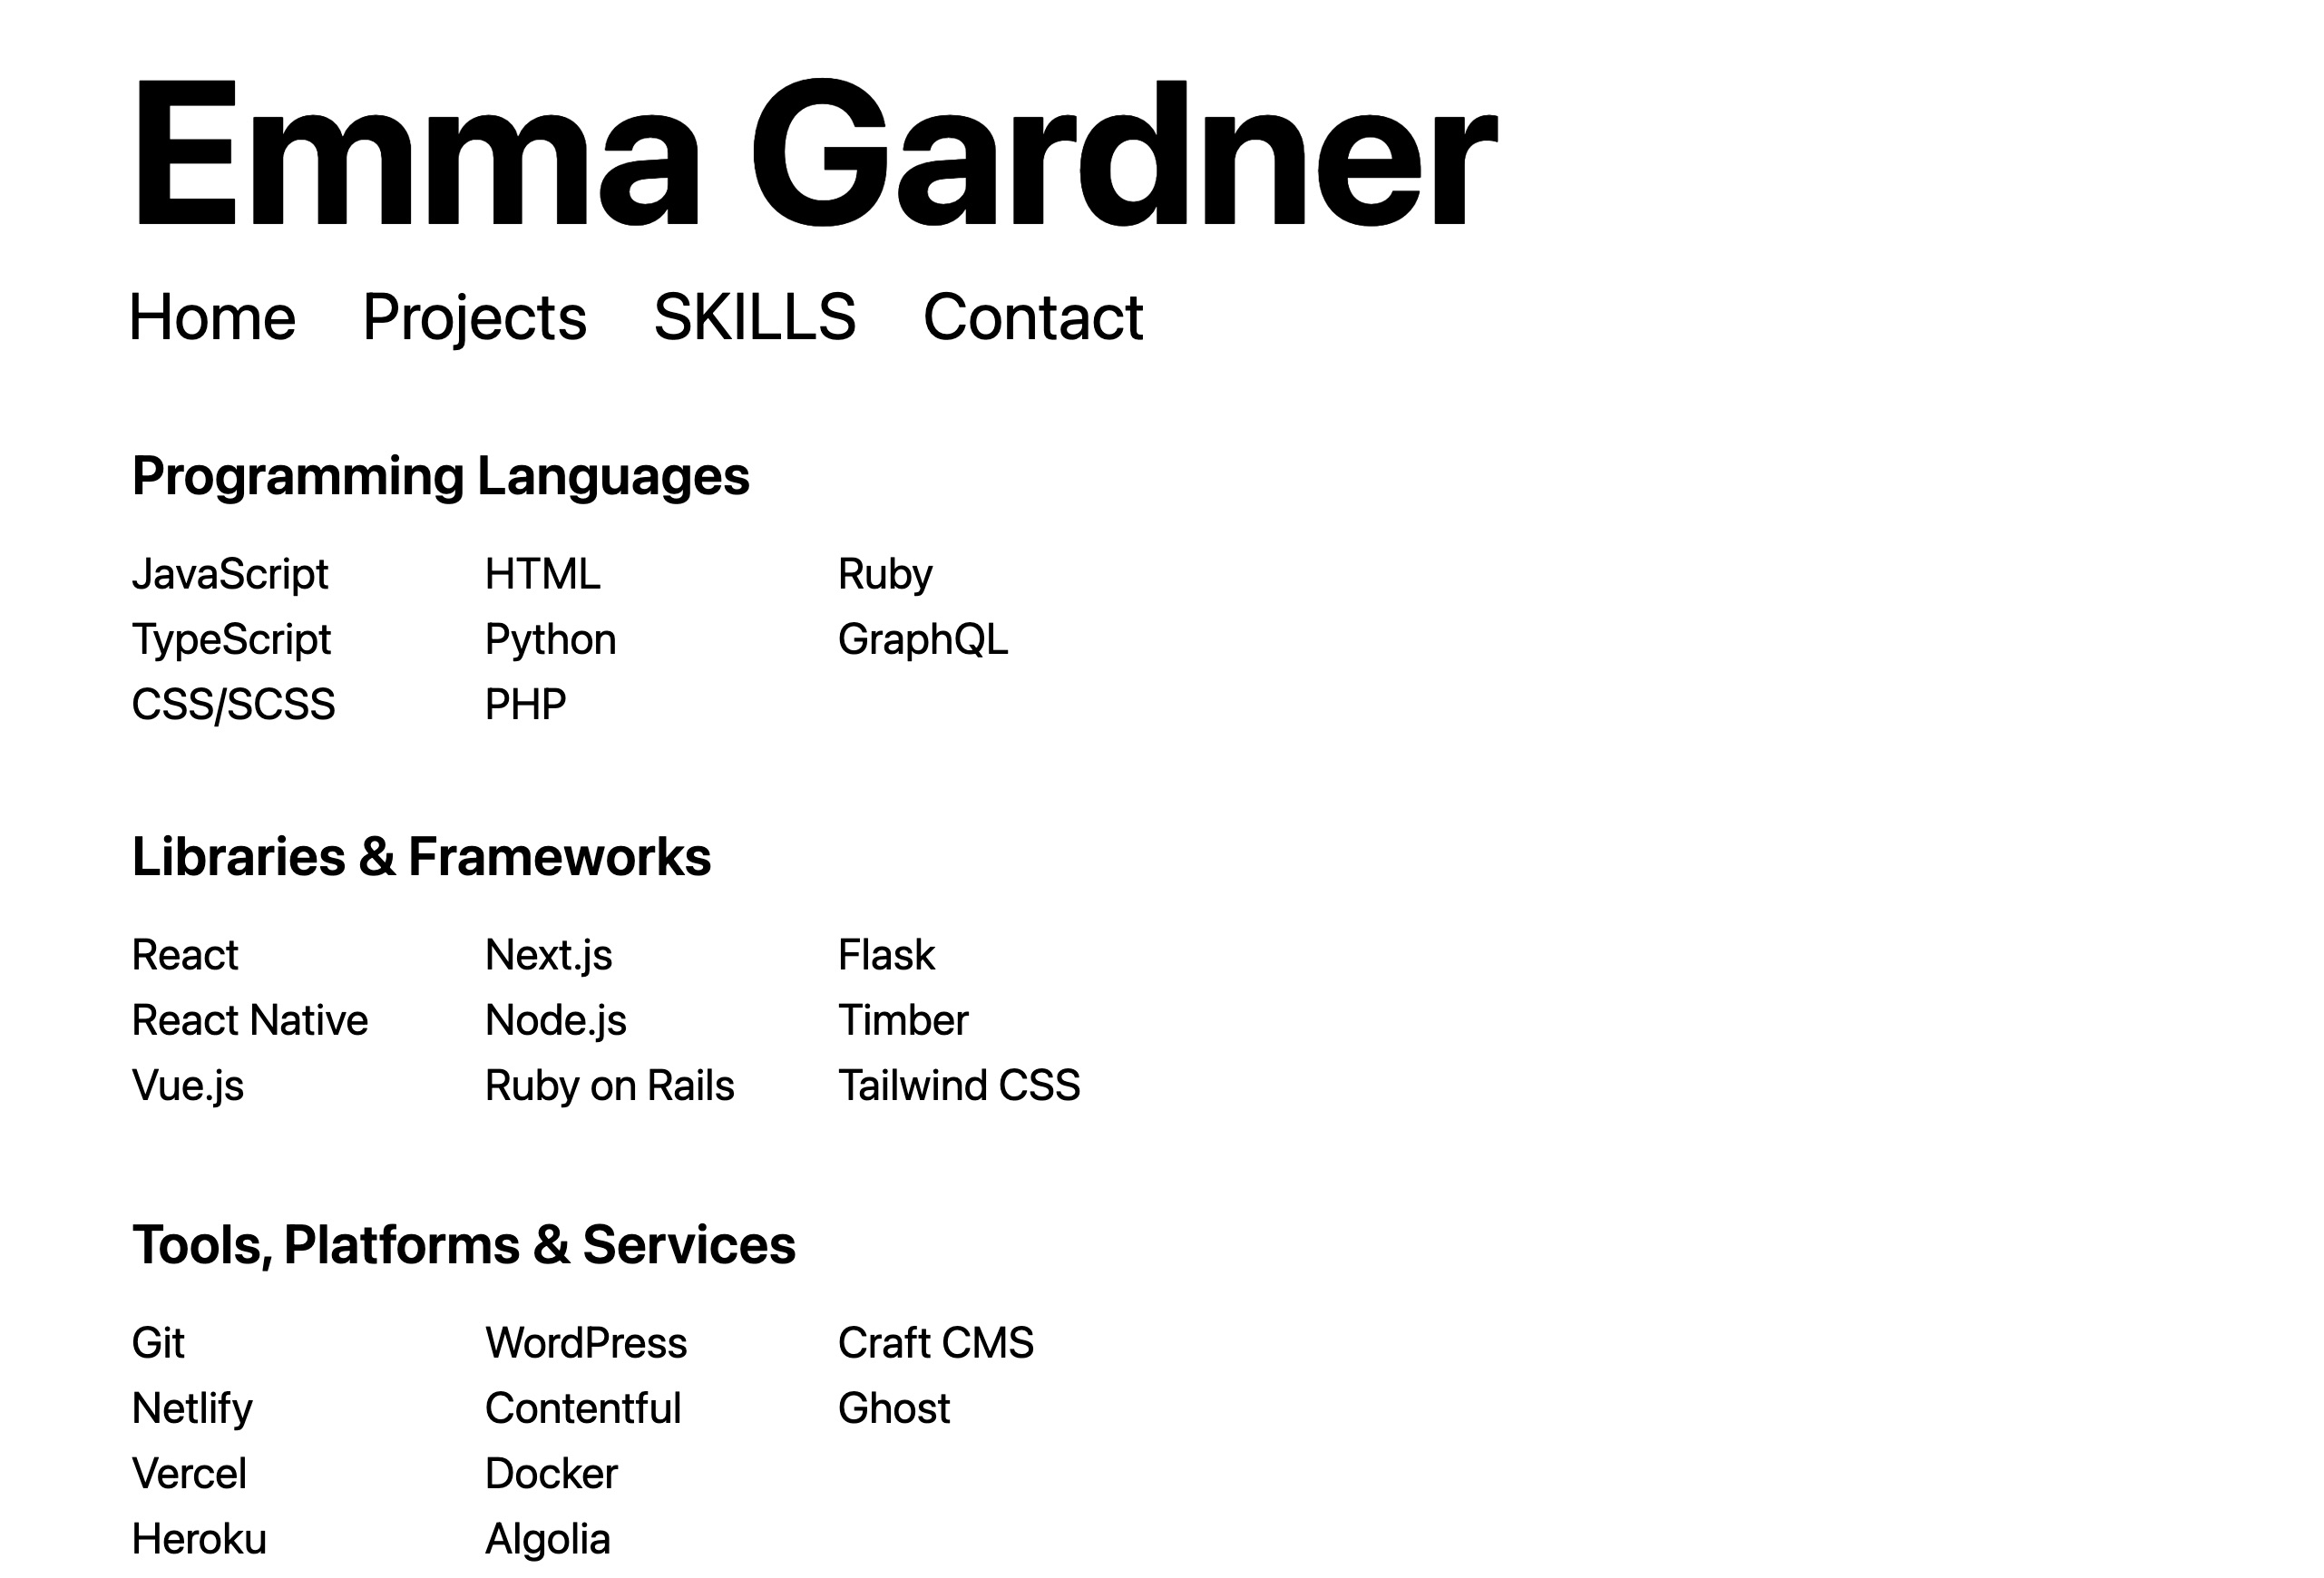 Emma Gardner
Home Projects SKILLS Contact
Programming Languages
JavaScript HTML Ruby
TypeScript Python GraphQL
CSS/SCSS PHP
Libraries & Frameworks
React Next.js Flask
React Native Node.js Timber
Vue.js Ruby on Rails Tailwind CSS
Tools, Platforms & Services
Git WordPress Craft CMS
Netlify Contentful Ghost
Vercel Docker
Heroku Algolia